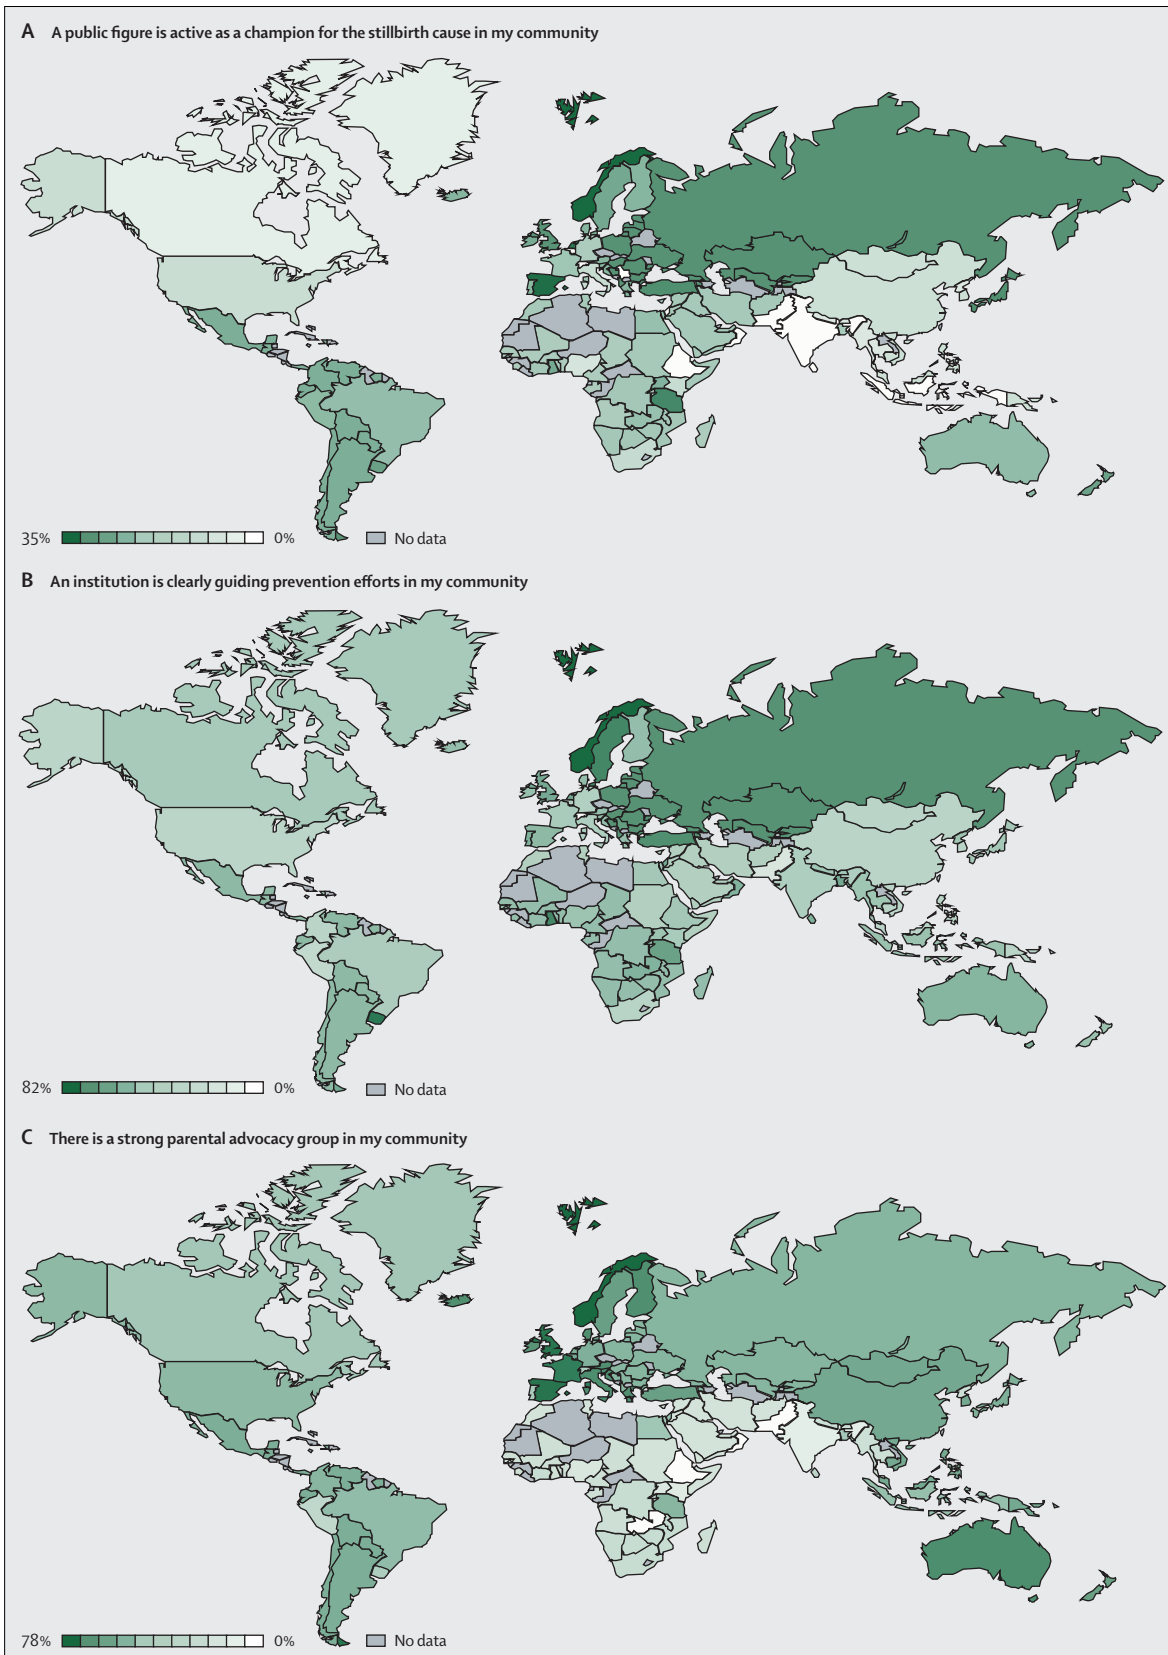 A A public figure is active as a champion for the stillbirth cause in my community
35% 0% No data
B An institution is clearly guiding prevention efforts in my community
82% 0% No data
C There is a strong parental advocacy group in my community
78% 0% No data